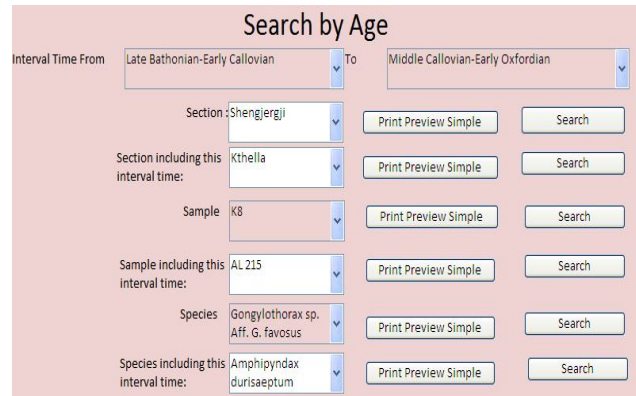 Search by Age
Interval Time From Late Bathonian-Early Callovian To Middle Callovian-Early Oxfordian
Section : Shengjergji Print Preview Simple Search
Section including this interval time: Kthella Print Preview Simple Search
Sample K8 Print Preview Simple Search
Sample including this interval time: AL 215 Print Preview Simple Search
Species Gongylothorax sp. Aff. G. favosus Print Preview Simple Search
Species including this interval time: Amphipyndax durisaeptum Print Preview Simple Search